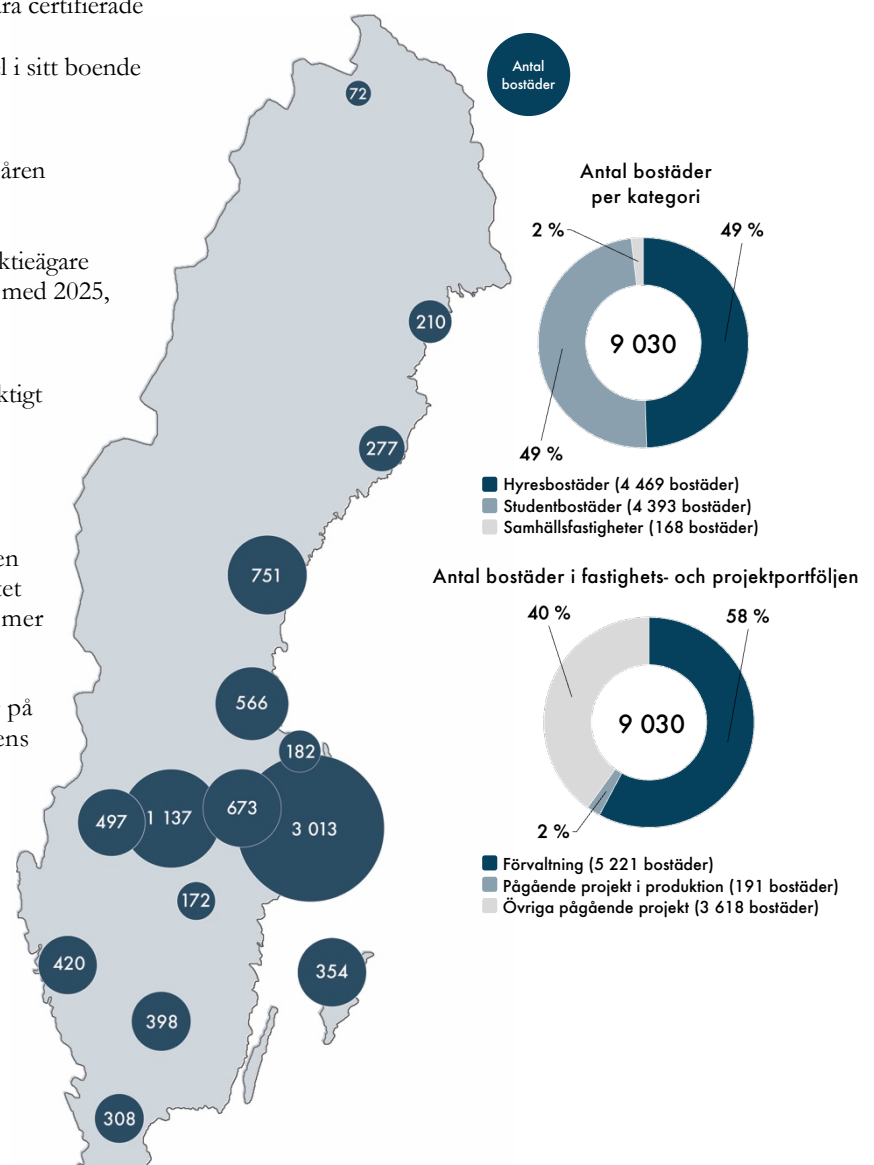 ra certifierade
l i sitt boende
åren
ktieägare
med 2025,
ktigt
en
tet
mer
på
ens
72
210
277
751
566
182
497
1 137
673
3 013
172
420
354
398
308
Antal
bostäder
Antal bostäder
per kategori
2 %
49 %
9 030
49 %
Hyresbostäder (4 469 bostäder)
Studentbostäder (4 393 bostäder)
Samhällsfastigheter (168 bostäder)
Antal bostäder i fastighets- och projektportföljen
40 %
58 %
9 030
2 %
Förvaltning (5 221 bostäder)
Pågående projekt i produktion (191 bostäder)
Övriga pågående projekt (3 618 bostäder)